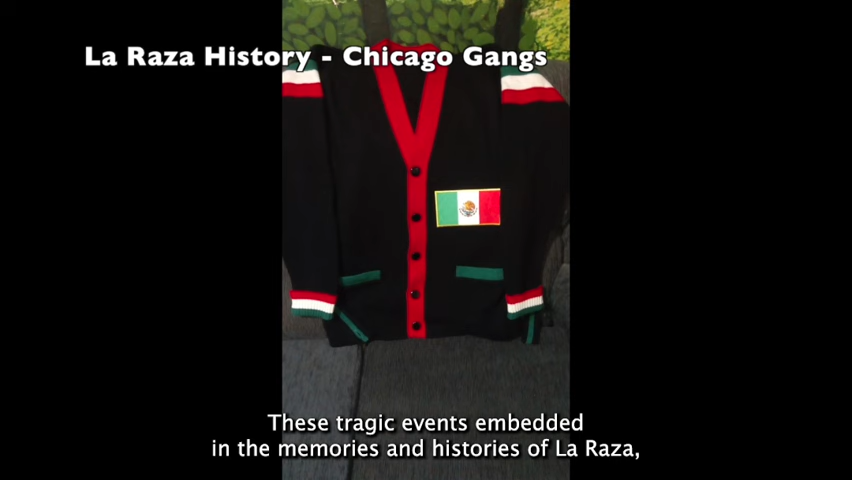 La Raza History - Chicago Gangs
These tragic events embedded
in the memories and histories of La Raza,